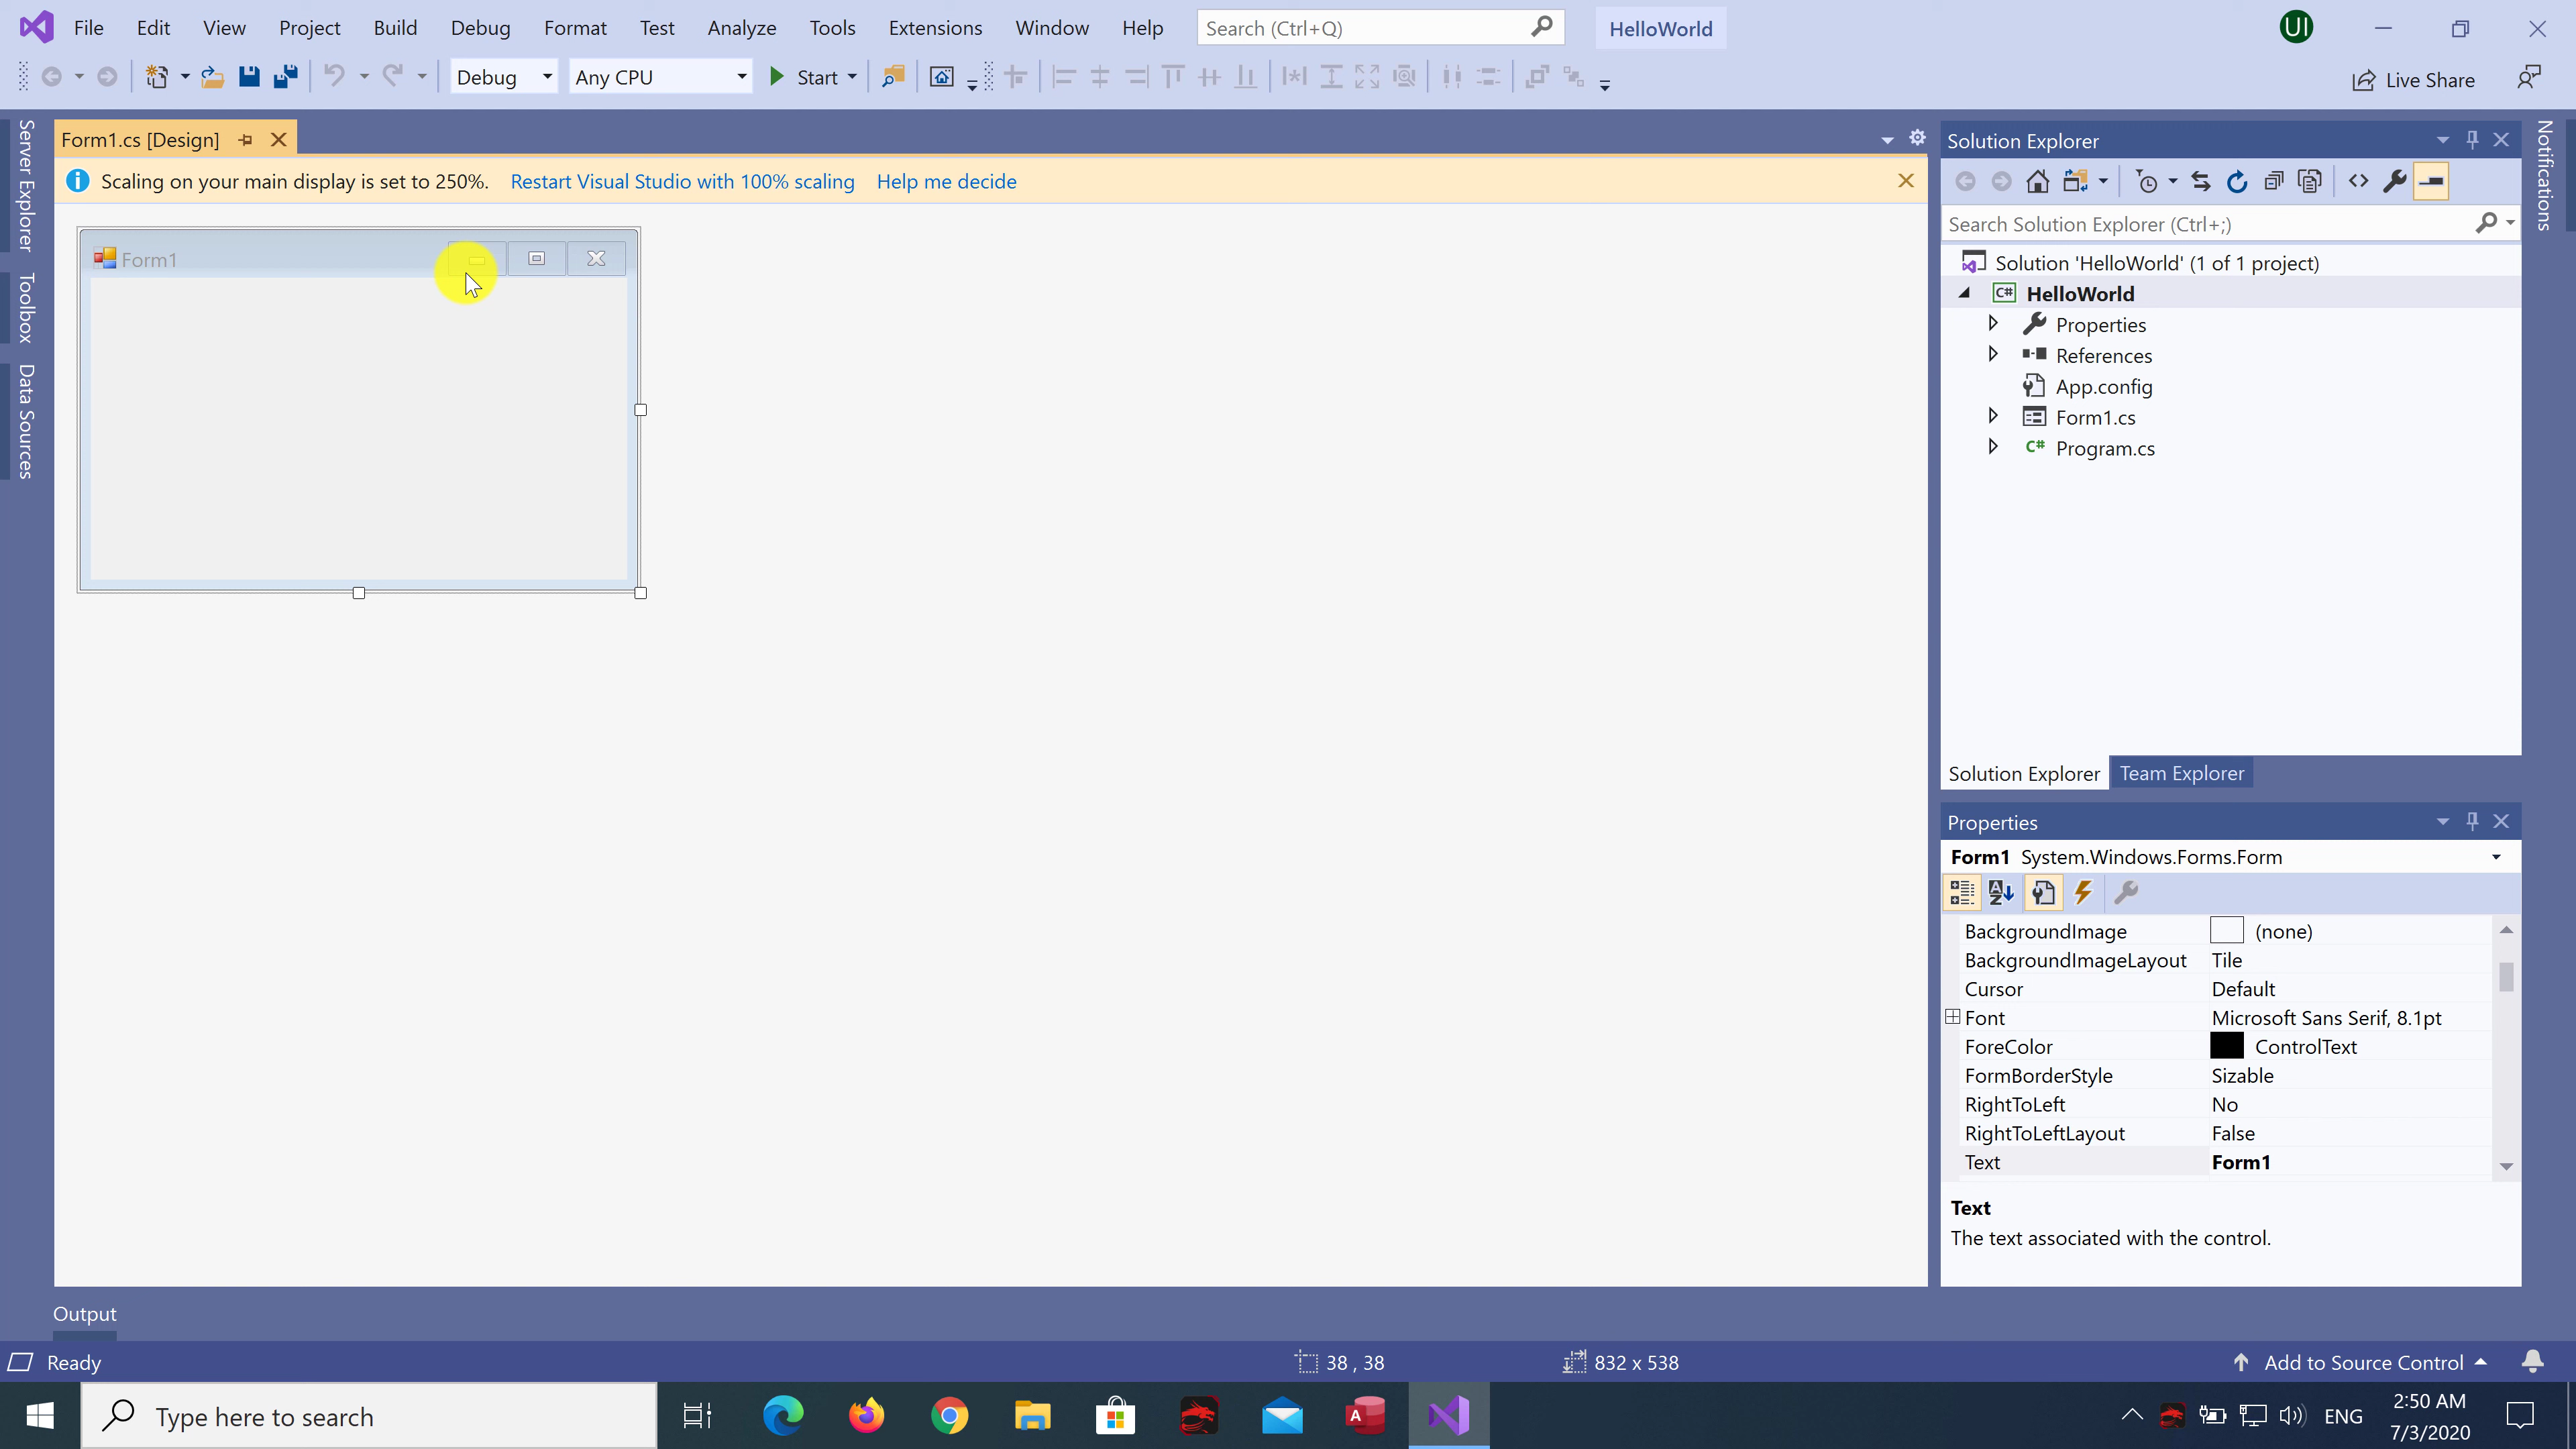 File Edit View Project Build Debug Format Test Analyze Tools Extensions Window Help Search (Ctrl+Q) HelloWorld UI
Debug Any CPU Start Live Share
Server Explorer
Toolbox
Data Sources
Form1.cs [Design]
Scaling on your main display is set to 250%. Restart Visual Studio with 100% scaling Help me decide
Form1
Solution Explorer
Search Solution Explorer (Ctrl+;)
Solution 'HelloWorld' (1 of 1 project)
C# HelloWorld
Properties
References
App.config
Form1.cs
C# Program.cs
Solution Explorer Team Explorer
Notifications
Properties
Form1 System.Windows.Forms.Form
BackgroundImage (none)
BackgroundImageLayout Tile
Cursor Default
Font Microsoft Sans Serif, 8.1pt
ForeColor ControlText
FormBorderStyle Sizable
RightToLeft No
RightToLeftLayout False
Text Form1
Text
The text associated with the control.
Output
Ready 38 , 38 832 x 538 Add to Source Control
Type here to search ENG 2:50 AM
7/3/2020